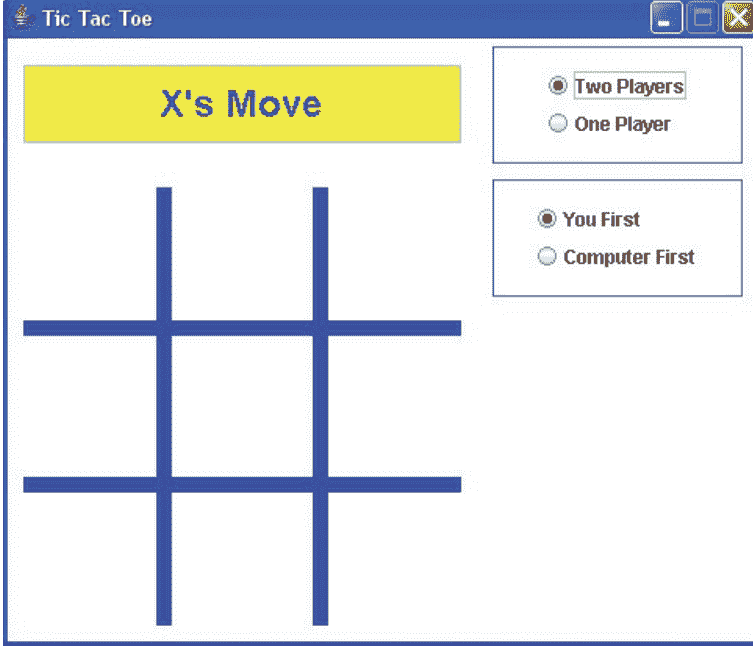 Tic Tac Toe
X's Move
Two Players
One Player
You First
Computer First